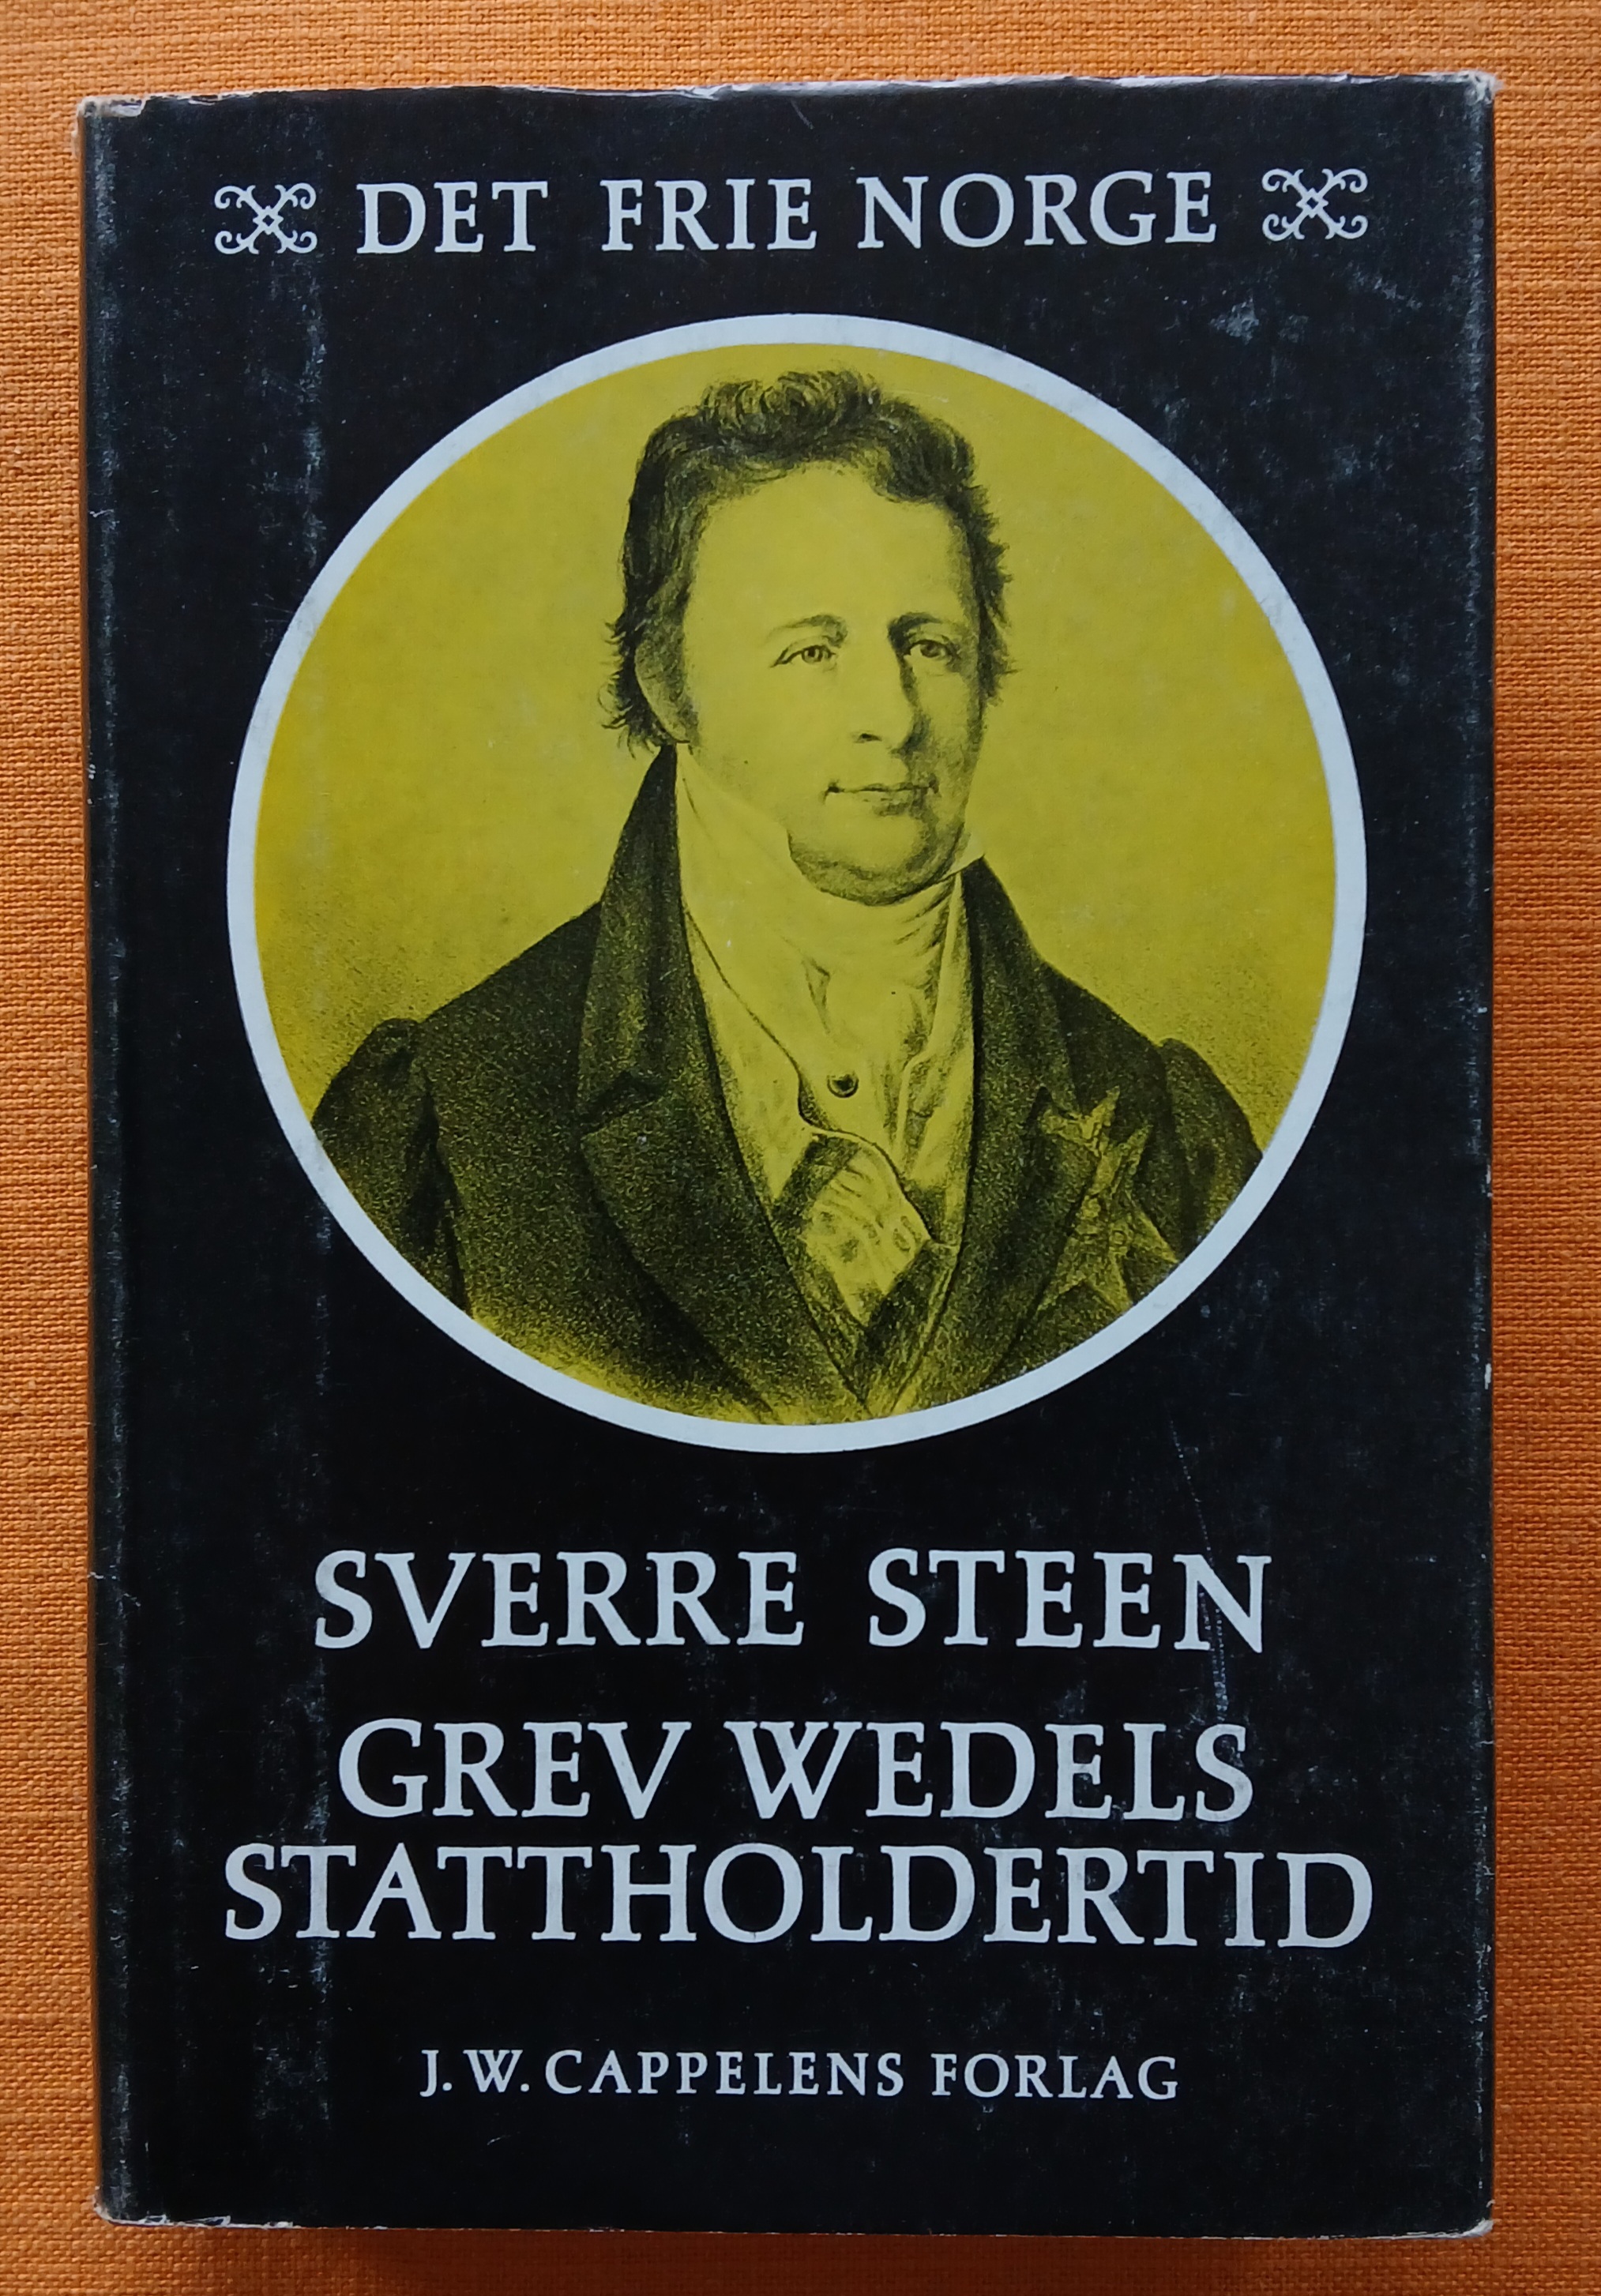 DET FRIE NORGE
SVERRE STEEN
GREV WEDELS
STATTHOLDERTID
J. W. CAPPELENS FORLAG